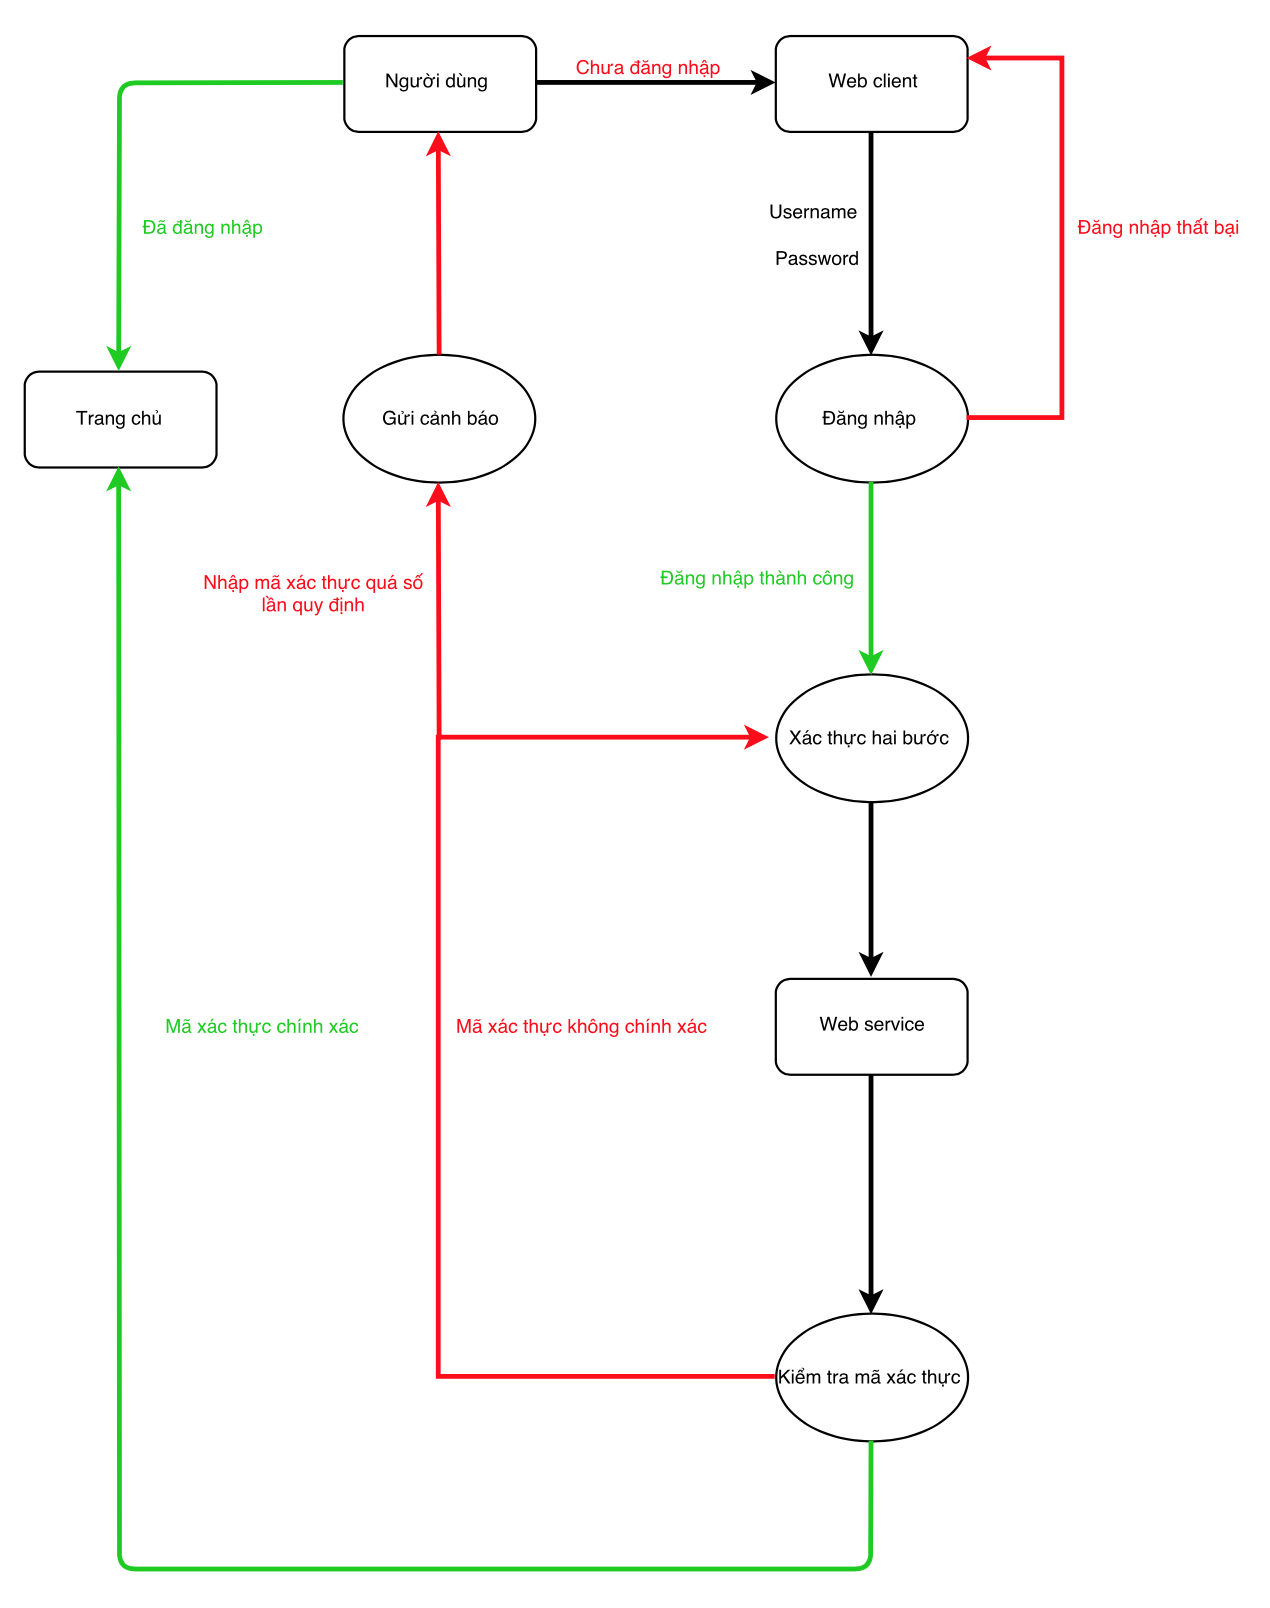 Người dùng
Chưa đăng nhập
Web client
Đã đăng nhập
Username
Password
Đăng nhập thất bại
Trang chủ
Gửi cảnh báo
Đăng nhập
Nhập mã xác thực quá số
lần quy định
Đăng nhập thành công
Xác thực hai bước
Mã xác thực chính xác
Mã xác thực không chính xác
Web service
Kiểm tra mã xác thực